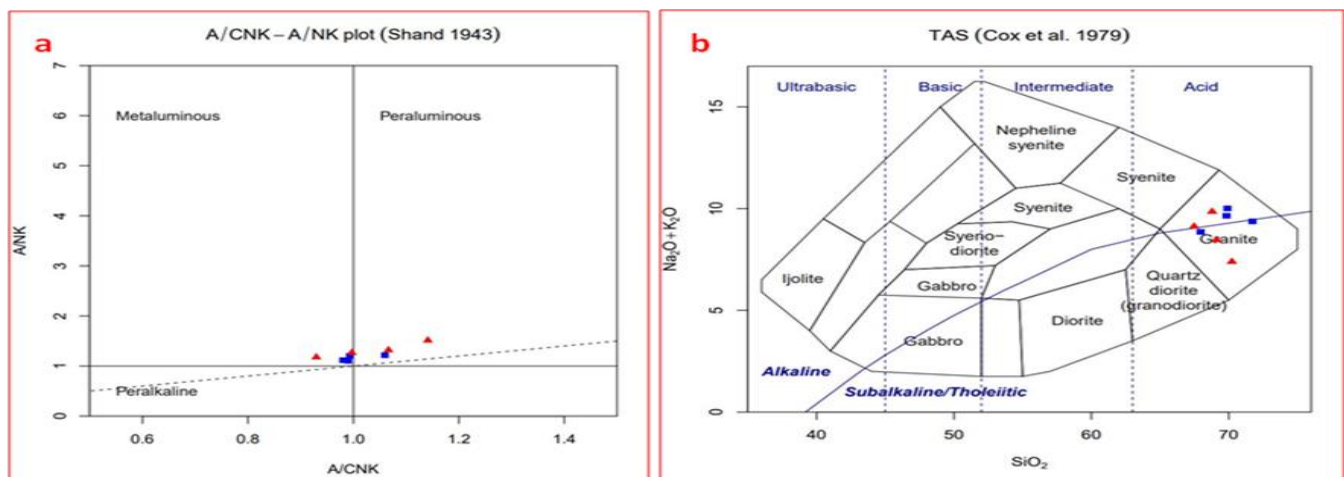 a
A/CNK – A/NK plot (Shand 1943)
7
6
5
4
3
2
1
0
A/NK
Metaluminous
Peraluminous
Peralkaline
0.6
0.8
1.0
1.2
1.4
A/CNK
b
TAS (Cox et al. 1979)
Ultrabasic
Basic
Intermediate
Acid
15
10
5
0
Na₂O + K₂O
Nepheline
syenite
Syenite
Syenite
Syeno−
diorite
Granite
Ijolite
Gabbro
Quartz
diorite
(granodiorite)
Diorite
Gabbro
Alkaline
Subalkaline/Tholeiitic
40
50
60
70
SiO₂